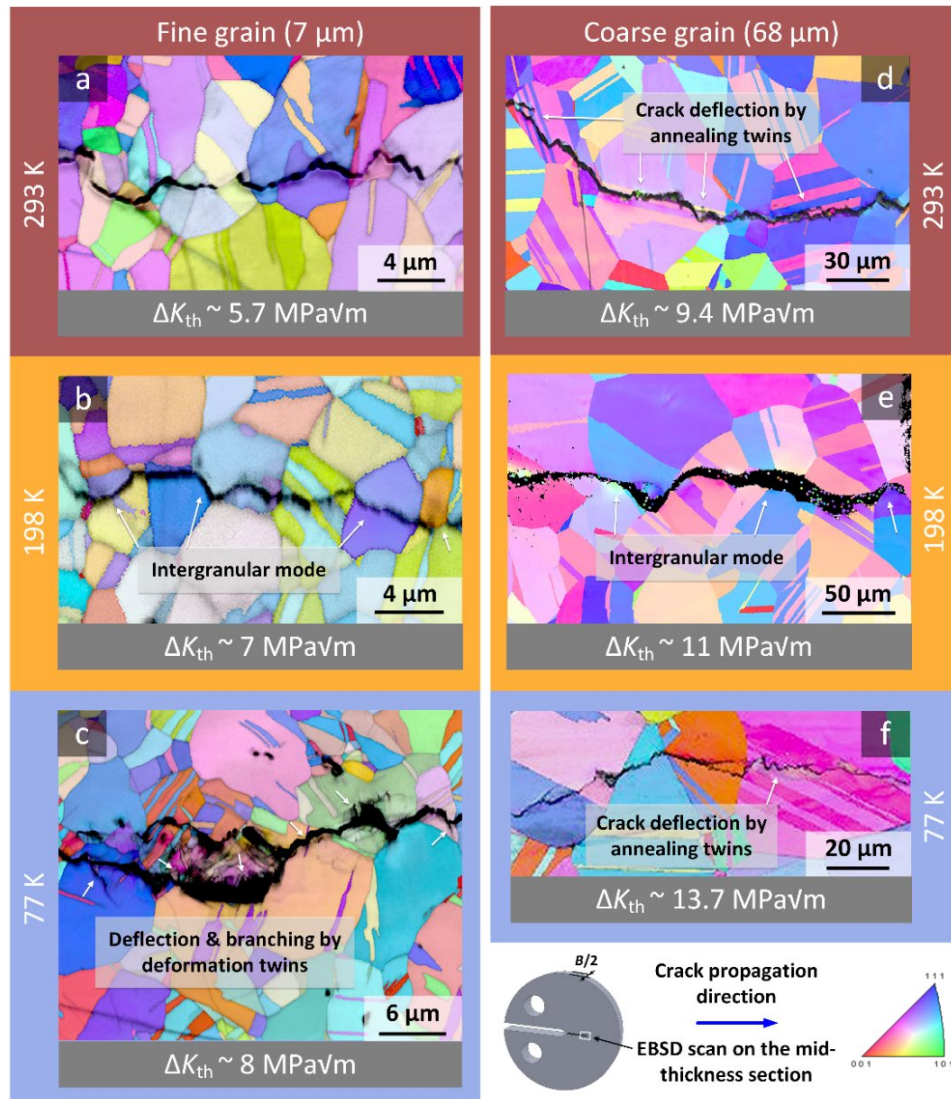 Fine grain (7 µm)
293 K
a
4 µm
ΔKth ~ 5.7 MPa√m
198 K
b
Intergranular mode
4 µm
ΔKth ~ 7 MPa√m
77 K
c
Deflection & branching by
deformation twins
6 µm
ΔKth ~ 8 MPa√m
Coarse grain (68 µm)
293 K
d
Crack deflection by
annealing twins
30 µm
ΔKth ~ 9.4 MPa√m
198 K
e
Intergranular mode
50 µm
ΔKth ~ 11 MPa√m
77 K
f
Crack deflection by
annealing twins
20 µm
ΔKth ~ 13.7 MPa√m
B/2
Crack propagation
direction
EBSD scan on the mid-
thickness section
111
001
101